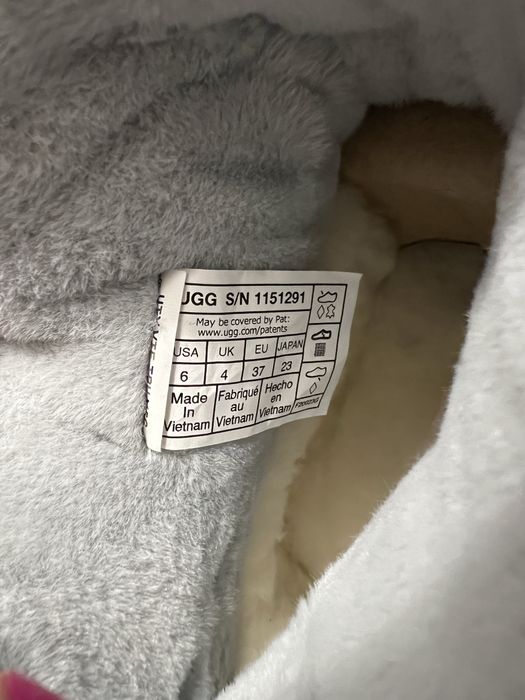 UGG S/N 1151291
May be covered by Pat:
www.ugg.com/patents
USA UK EU JAPAN
6 4 37 23
Made In Vietnam
Fabriqué au Vietnam
Hecho en Vietnam